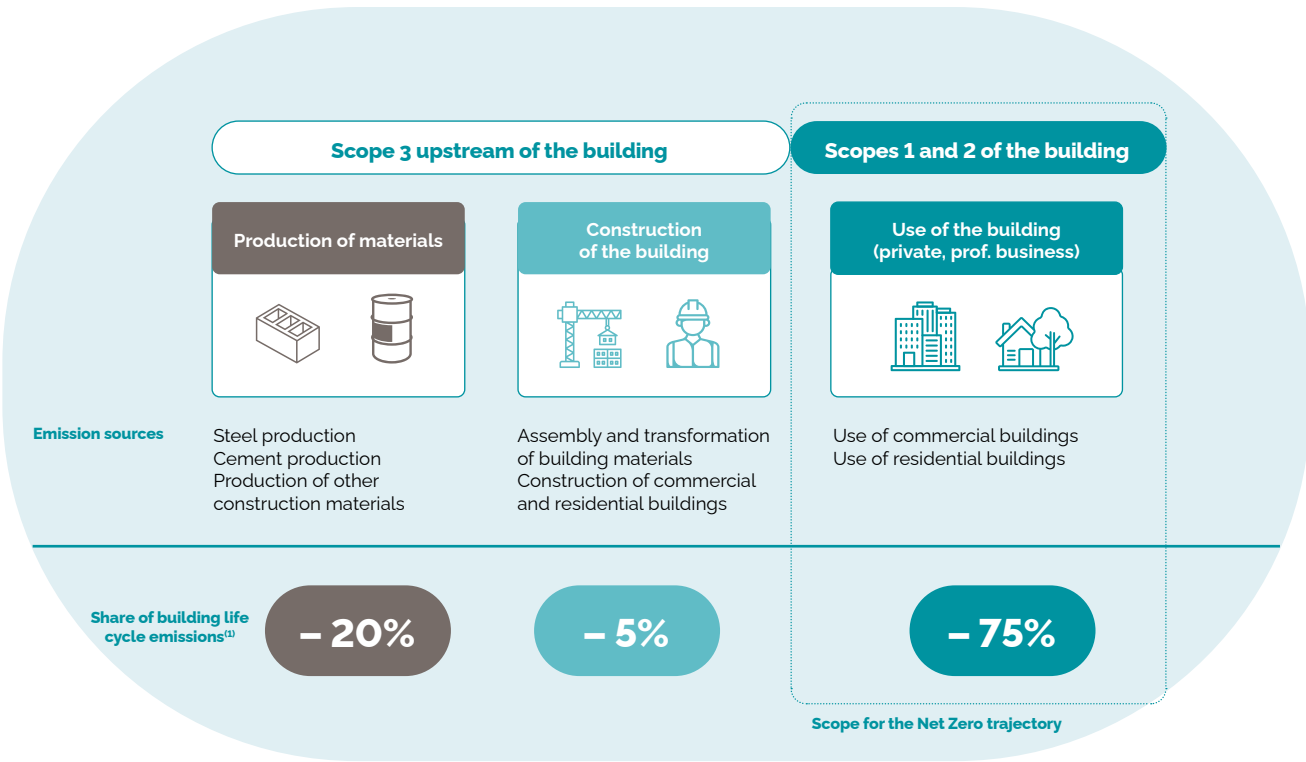 Scope 3 upstream of the building
Scopes 1 and 2 of the building
Production of materials
Construction
of the building
Use of the building
(private, prof. business)
Emission sources
Steel production
Cement production
Production of other
construction materials
Assembly and transformation
of building materials
Construction of commercial
and residential buildings
Use of commercial buildings
Use of residential buildings
Share of building life
cycle emissions(1)
– 20%
– 5%
– 75%
Scope for the Net Zero trajectory